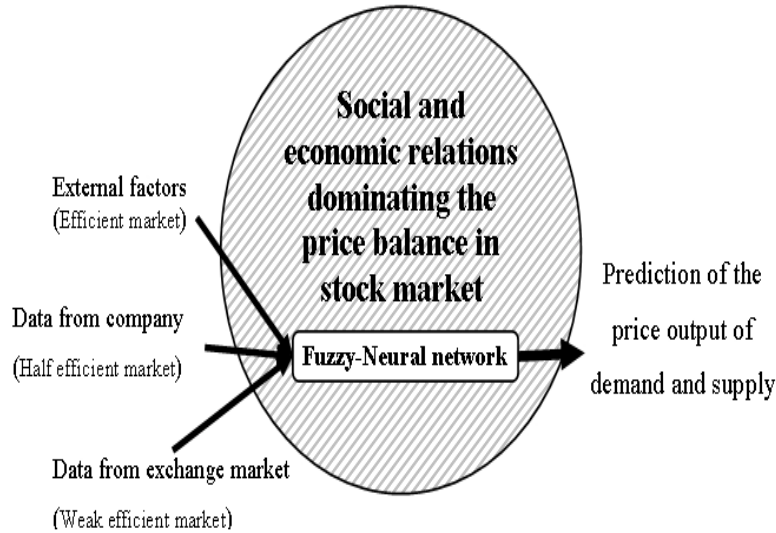 Social and
economic relations
dominating the
price balance in
stock market
External factors
(Efficient market)
Data from company
(Half efficient market)
Data from exchange market
(Weak efficient market)
Fuzzy-Neural network
Prediction of the
price output of
demand and supply